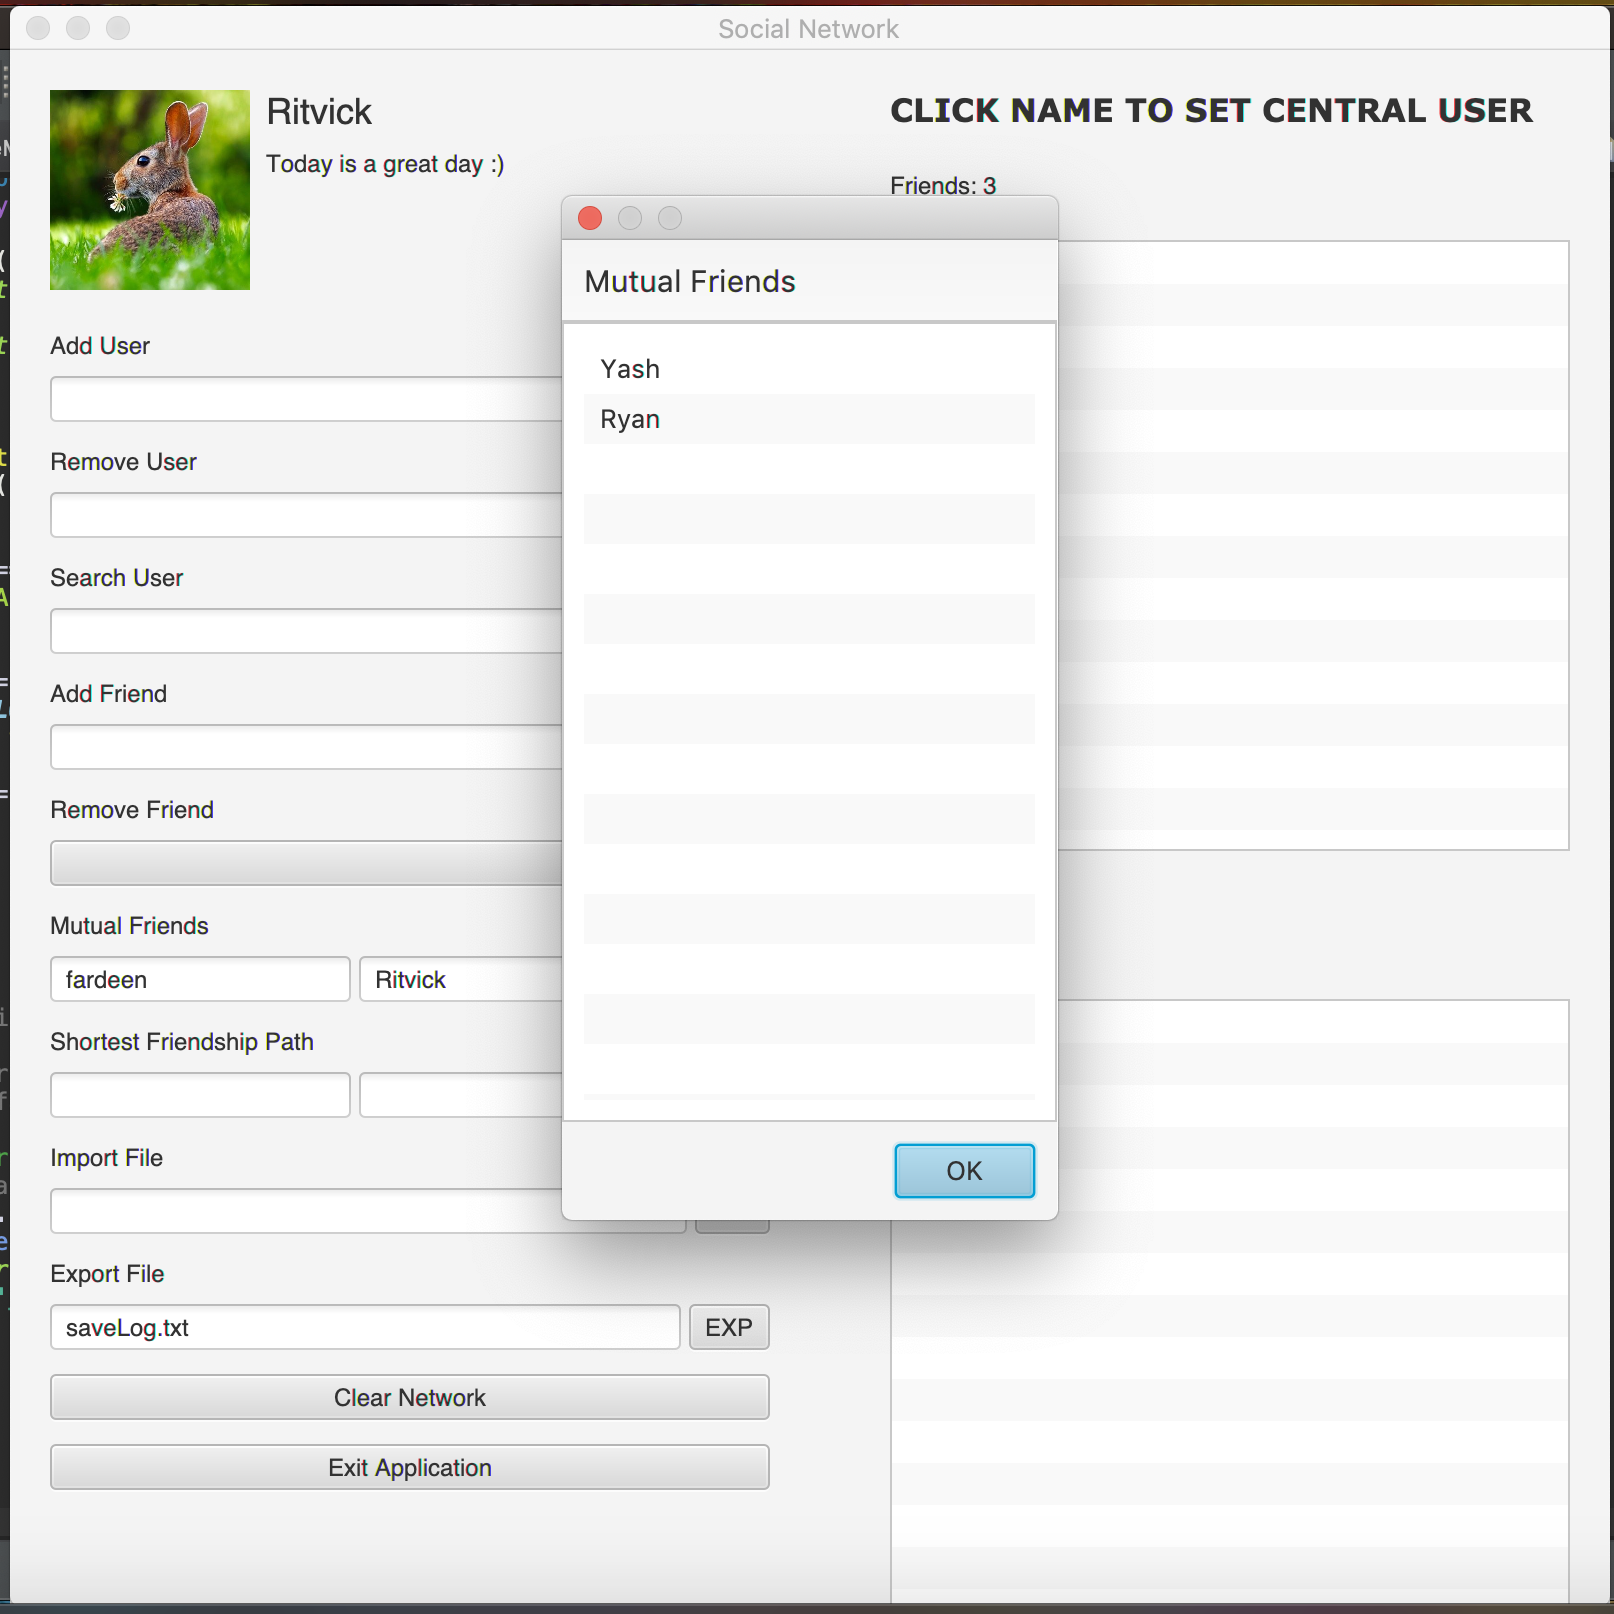 Social Network
Ritvick
Today is a great day :)
CLICK NAME TO SET CENTRAL USER
Friends: 3
Add User
Remove User
Search User
Add Friend
Remove Friend
Mutual Friends
fardeen
Ritvick
Shortest Friendship Path
Import File
Export File
saveLog.txt
EXP
Clear Network
Exit Application
Mutual Friends
Yash
Ryan
OK